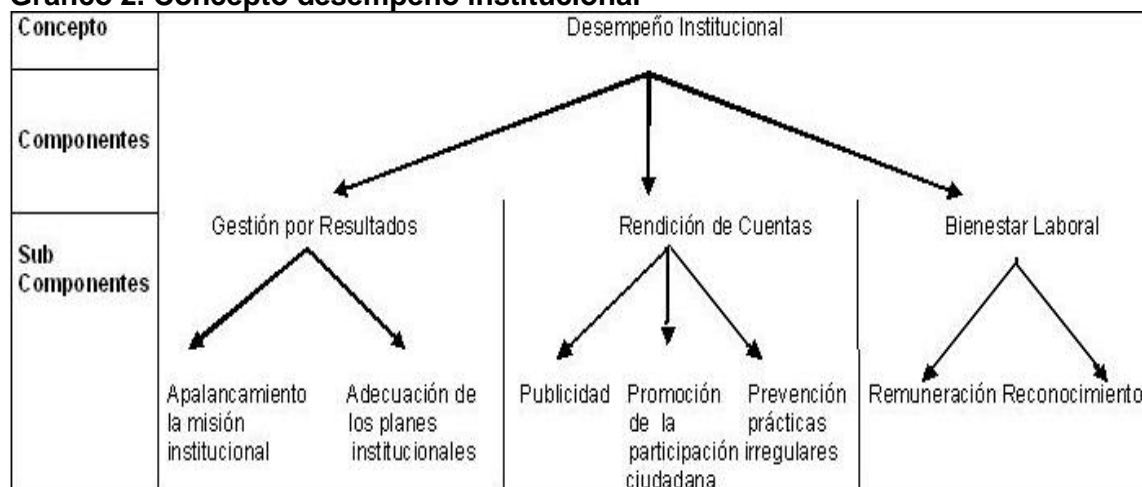 Gráfico 2. Concepto desempeño institucional
Concepto
Desempeño Institucional
Componentes
Gestión por Resultados
Rendición de Cuentas
Bienestar Laboral
Sub
Componentes
Apalancamiento
la misión
institucional
Adecuación de
los planes
institucionales
Publicidad
Promoción
de la
participación
ciudadana
Prevención
prácticas
irregulares
Remuneración
Reconocimiento